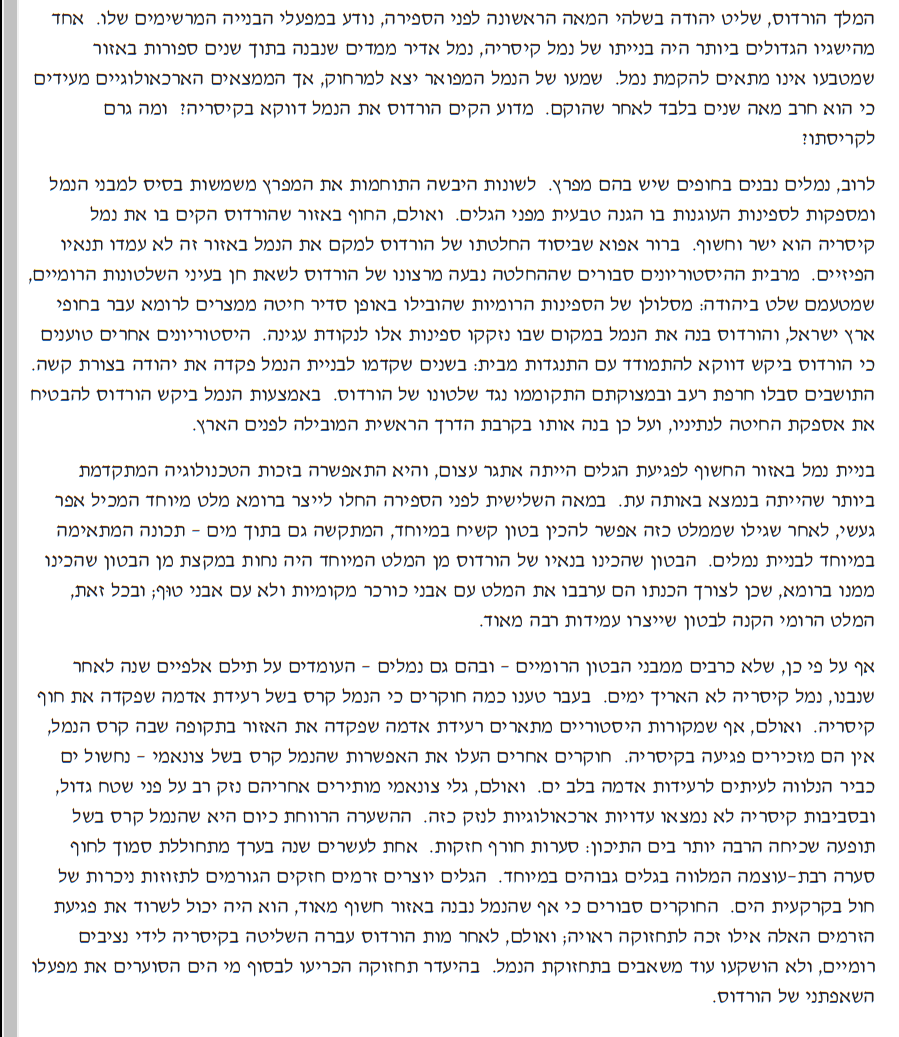 המלך הורדוס, שליט יהודה בשלהי המאה הראשונה לפני הספירה, נודע במפעלי הבנייה המרשימים שלו. אחד
מהישגיו הגדולים ביותר היה בנייתו של נמל קיסריה, נמל אדיר ממדים שנבנה בתוך שנים ספורות באזור
שמטבעו אינו מתאים להקמת נמל. שמעו של הנמל המפואר יצא למרחוק, אך הממצאים הארכאולוגיים מעידים
כי הוא חרב מאה שנים בלבד לאחר שהוקם. מדוע הקים הורדוס את הנמל דווקא בקיסריה? ומה גרם
לקריסתו?
לרוב, נמלים נבנים בחופים שיש בהם מפרץ. לשונות היבשה התוחמות את המפרץ משמשות בסיס למבני הנמל
ומספקות לספינות העוגנות בו הגנה טבעית מפני הגלים. ואולם, החוף באזור שהורדוס הקים בו את נמל
קיסריה הוא ישר וחשוף. ברור אפוא שביסוד החלטתו של הורדוס למקם את הנמל באזור זה לא עמדו תנאיו
הפיזיים. מרבית ההיסטוריונים סבורים שההחלטה נבעה מרצונו של הורדוס לשאת חן בעיני השלטונות הרומיים,
שמטעמם שלט ביהודה: מסלולן של הספינות הרומיות שהובילו באופן סדיר חיטה ממצרים לרומא עבר בחופי
ארץ ישראל, והורדוס בנה את הנמל במקום שבו נזקקו ספינות אלו לנקודת עגינה. היסטוריונים אחרים טוענים
כי הורדוס ביקש דווקא להתמודד עם התנגדות מבית: בשנים שקדמו לבניית הנמל פקדה את יהודה בצורת קשה.
התושבים סבלו חרפת רעב ובמצוקתם התקוממו נגד שלטונו של הורדוס. באמצעות הנמל ביקש הורדוס להבטיח
את אספקת החיטה לנתיניו, ועל כן בנה אותו בקרבת הדרך הראשית המובילה לפנים הארץ.
בניית נמל באזור החשוף לפגיעת הגלים הייתה אתגר עצום, והיא התאפשרה בזכות הטכנולוגיה המתקדמת
ביותר שהייתה בנמצא באותה עת. במאה השלישית לפני הספירה החלו לייצר ברומא מלט מיוחד המכיל אפר
געשי, לאחר שגילו שממלט כזה אפשר להכין בטון קשיח במיוחד, המתקשה גם בתוך מים – תכונה המתאימה
במיוחד לבניית נמלים. הבטון שהכינו בנאיו של הורדוס מן המלט המיוחד היה נחות במקצת מן הבטון שהכינו
ממנו ברומא, שכן לצורך הכנתו הם ערבבו את המלט עם אבני כורכר מקומיות ולא עם אבני טוּף; ובכל זאת,
המלט הרומי הקנה לבטון שייצרו עמידות רבה מאוד.
אף על פי כן, שלא כרבים ממבני הבטון הרומיים – ובהם גם נמלים – העומדים על תילם אלפיים שנה לאחר
שנבנו, נמל קיסריה לא האריך ימים. בעבר טענו כמה חוקרים כי הנמל קרס בשל רעידת אדמה שפקדה את חוף
קיסריה. ואולם, אף שמקורות היסטוריים מתארים רעידת אדמה שפקדה את האזור בתקופה שבה קרס הנמל,
אין הם מזכירים פגיעה בקיסריה. חוקרים אחרים העלו את האפשרות שהנמל קרס בשל צונאמי – נחשול ים
כביר הנלווה לעיתים לרעידות אדמה בלב ים. ואולם, גלי צונאמי מותירים אחריהם נזק רב על פני שטח גדול,
ובסביבות קיסריה לא נמצאו עדויות ארכאולוגיות לנזק כזה. ההשערה הרווחת כיום היא שהנמל קרס בשל
תופעה שכיחה הרבה יותר בים התיכון: סערות חורף חזקות. אחת לעשרים שנה בערך מתחוללת סמוך לחוף
סערה רבת-עוצמה המלווה בגלים גבוהים במיוחד. הגלים יוצרים זרמים חזקים הגורמים לתזוזות ניכרות של
חול בקרקעית הים. החוקרים סבורים כי אף שהנמל נבנה באזור חשוף מאוד, הוא היה יכול לשרוד את פגיעת
הזרמים האלה אילו זכה לתחזוקה ראויה; ואולם, לאחר מות הורדוס עברה השליטה בקיסריה לידי נציבים
רומיים, ולא הושקעו עוד משאבים בתחזוקת הנמל. בהיעדר תחזוקה הכריעו לבסוף מי הים הסוערים את מפעלו
השאפתני של הורדוס.